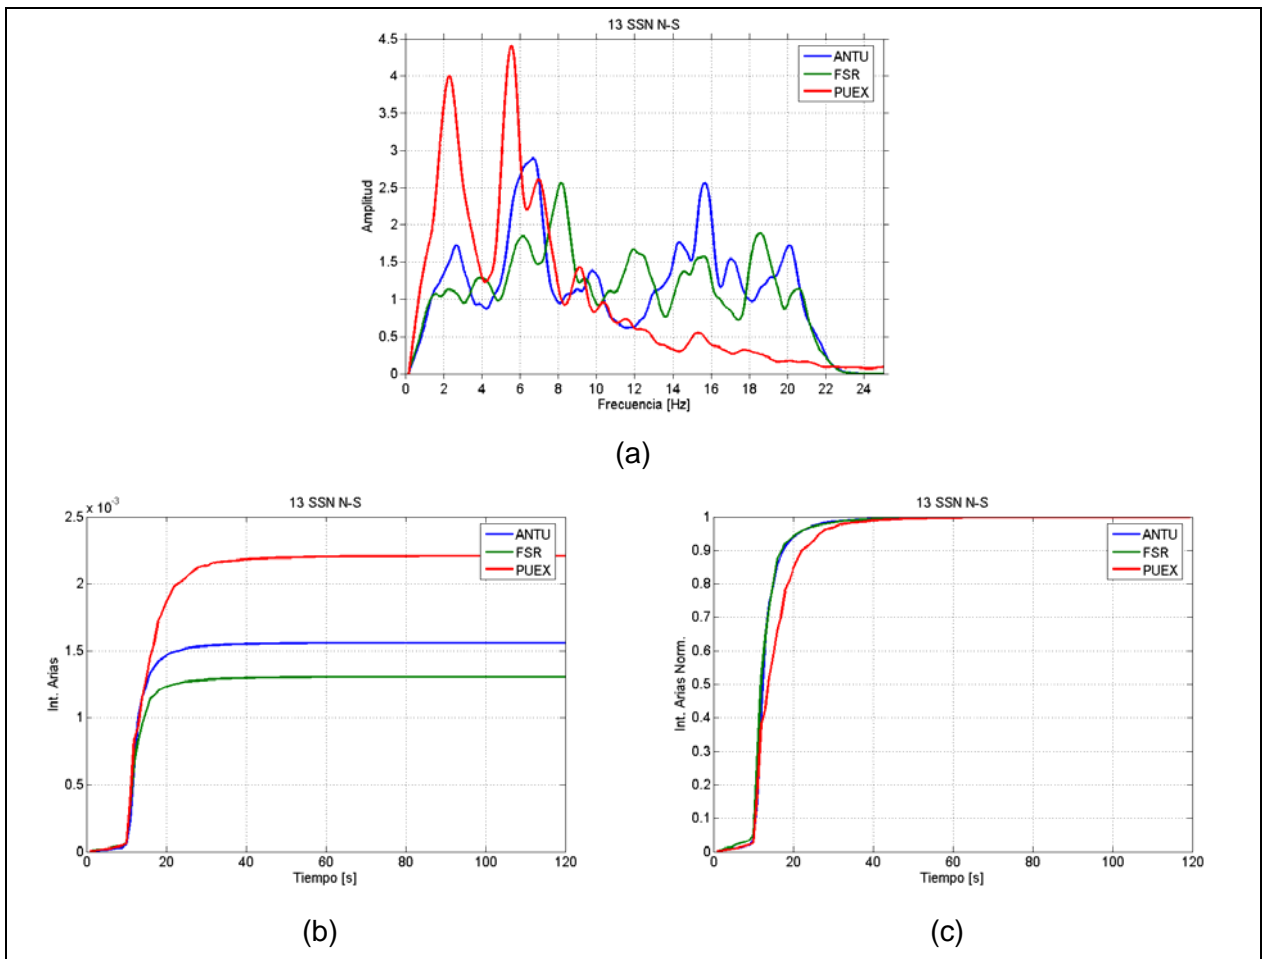 13 SSN N-S
4.5
4
3.5
3
2.5
2
1.5
1
0.5
0
Amplitud
ANTU
FSR
PUEX
0 2 4 6 8 10 12 14 16 18 20 22 24
Frecuencia [Hz]
(a)
13 SSN N-S
x 10⁻³
2.5
2
1.5
1
0.5
0
Int. Arias
ANTU
FSR
PUEX
0 20 40 60 80 100 120
Tiempo [s]
(b)
13 SSN N-S
1
0.9
0.8
0.7
0.6
0.5
0.4
0.3
0.2
0.1
0
Int. Arias Norm.
ANTU
FSR
PUEX
0 20 40 60 80 100 120
Tiempo [s]
(c)